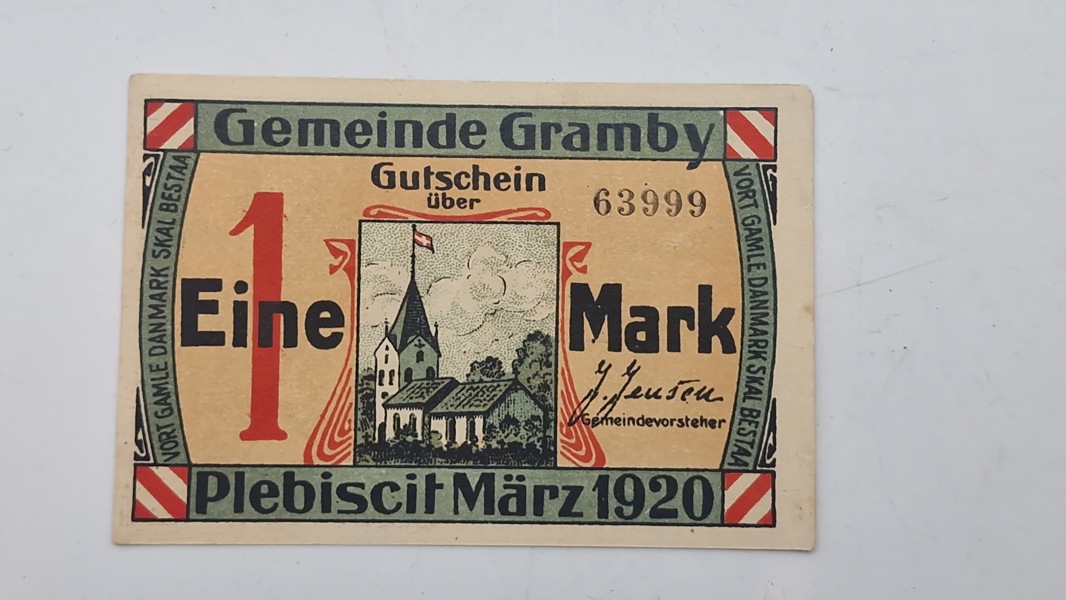 Gemeinde Gramby
Gutschein
über
63999
1
Eine Mark
J. Jensen
Gemeindevorsteher
VORT GAMLE DANMARK SKAL BESTAA
VORT GAMLE DANMARK SKAL BESTAA
Plebiscit März 1920